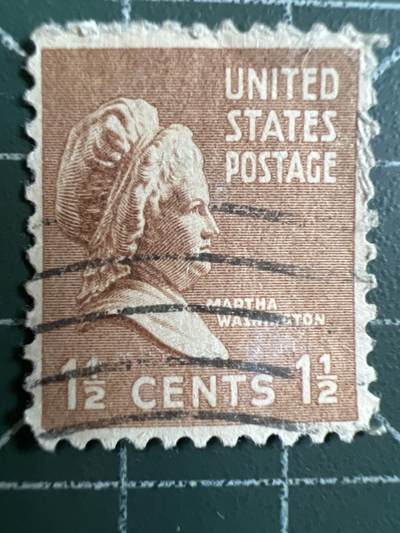 UNITED
STATES
POSTAGE
MARTHA
WASHINGTON
1½ CENTS 1½